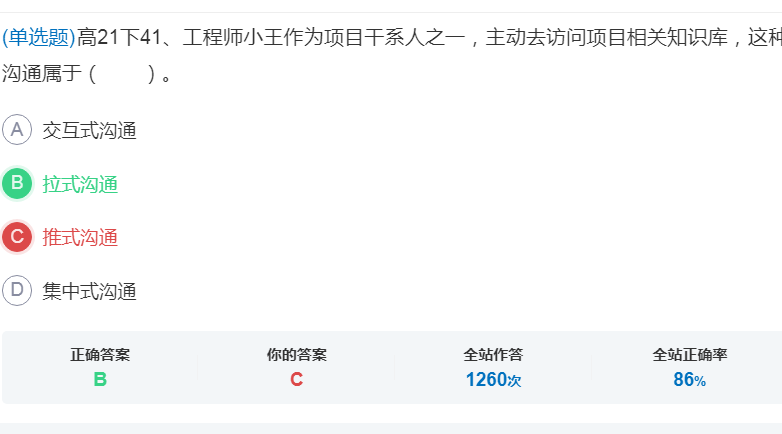 (单选题)高21下41、工程师小王作为项目干系人之一，主动去访问项目相关知识库，这种
沟通属于 (      ) 。
A 交互式沟通
B 拉式沟通
C 推式沟通
D 集中式沟通
正确答案 你的答案 全站作答 全站正确率
B C 1260次 86%